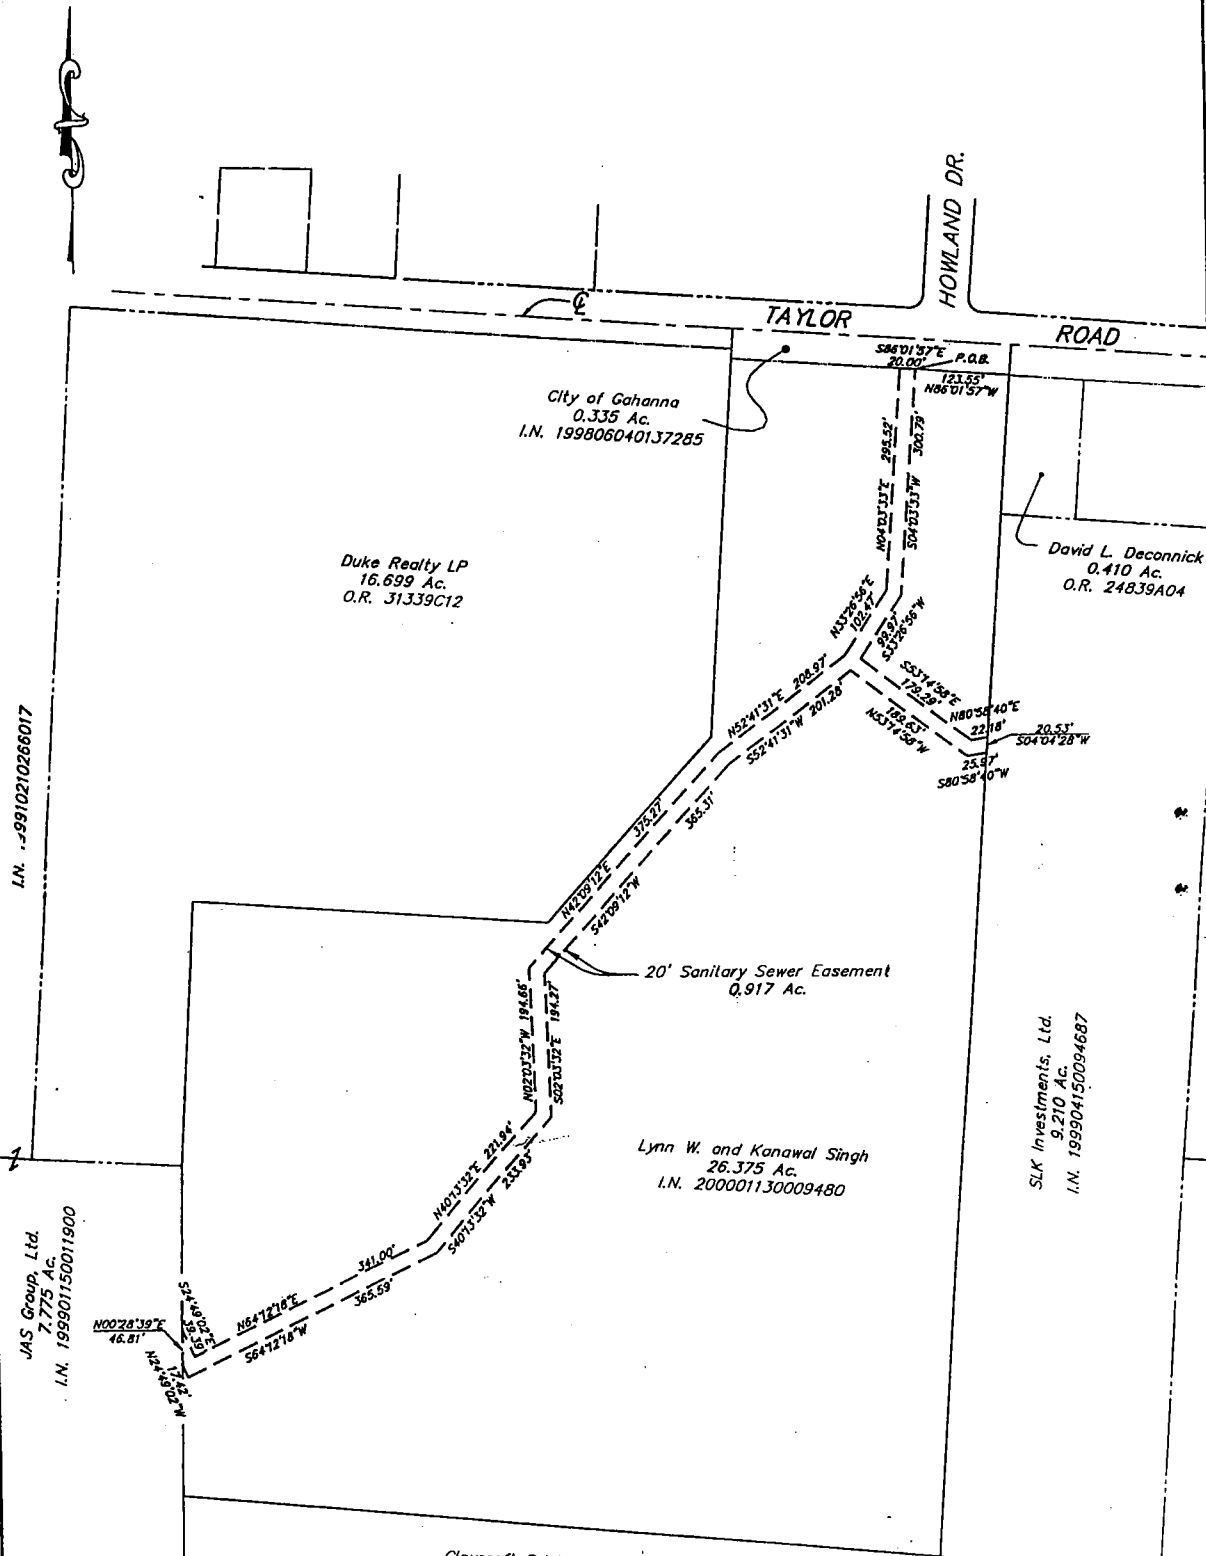 HOWLAND DR.
℄
TAYLOR
ROAD
S86°01'57"E
20.00'
P.O.B.
123.55'
N86°01'57"W
City of Gahanna
0.335 Ac.
I.N. 199806040137285
N04°03'33"E 295.52'
S04°03'33"W 300.79'
Duke Realty LP
16.699 Ac.
O.R. 31339C12
David L. Deconnick
0.410 Ac.
O.R. 24839A04
N33°26'56"E
102.47'
99.97'
S33°26'56"W
S53°14'58"E
179.29'
N80°58'40"E
22.18'
20.53'
S04°04'28"W
189.63'
N53°14'58"W
25.97'
S80°58'40"W
N52°41'31"E 208.97'
S52°41'31"W 201.28'
I.N. 199910210266017
N42°09'12"E 375.27'
S42°09'12"W 365.31'
20' Sanitary Sewer Easement
0.917 Ac.
N02°03'32"W 194.66'
S02°03'32"E 194.27'
SLK Investments, Ltd.
9.210 Ac.
I.N. 199904150094687
Lynn W. and Kanawal Singh
26.375 Ac.
I.N. 200001130009480
N40°13'32"E 221.94'
S40°13'32"W 233.93'
JAS Group, Ltd.
7.775 Ac.
I.N. 199901150011900
N64°12'18"E 341.00'
S64°12'18"W 365.59'
S24°49'02"E
39.39'
N00°28'39"E
46.81'
17.42'
N24°49'02"W